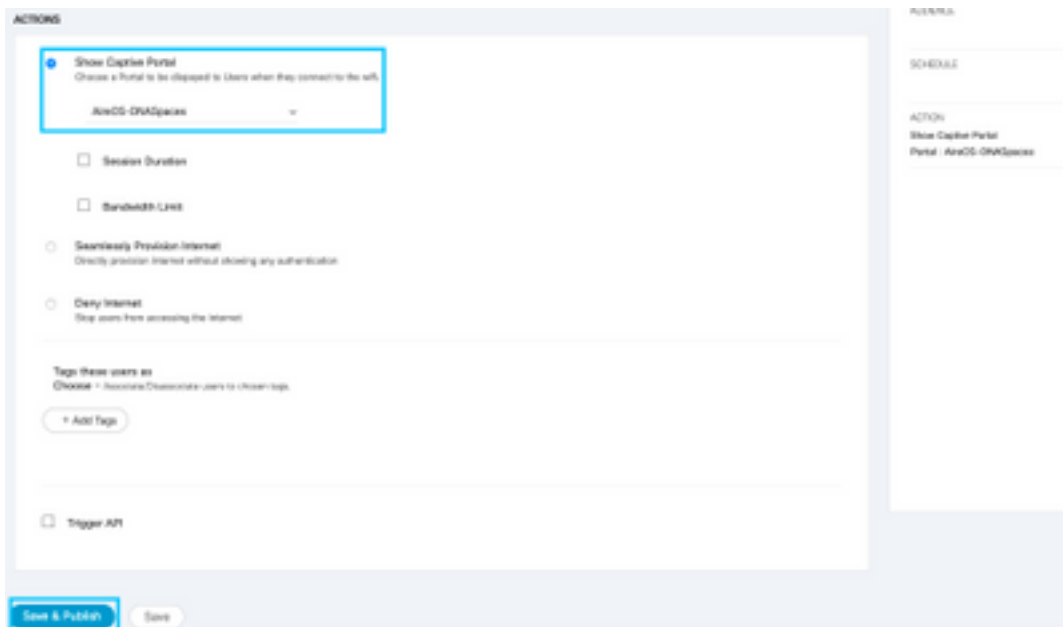 ACTIONS
Show Captive Portal
Choose a Portal to be displayed to Users when they connect to the wifi.
AireOS-DNASpaces
Session Duration
Bandwidth Limit
Seamlessly Provision Internet
Directly provision internet without showing any authentication
Deny Internet
Stop users from accessing the internet
Tags these users as
Choose - Associate/Disassociate users to chosen tags.
+ Add Tags
Trigger API
Save & Publish
Save
SCHEDULE
ACTION
Show Captive Portal
Portal : AireOS-DNASpaces